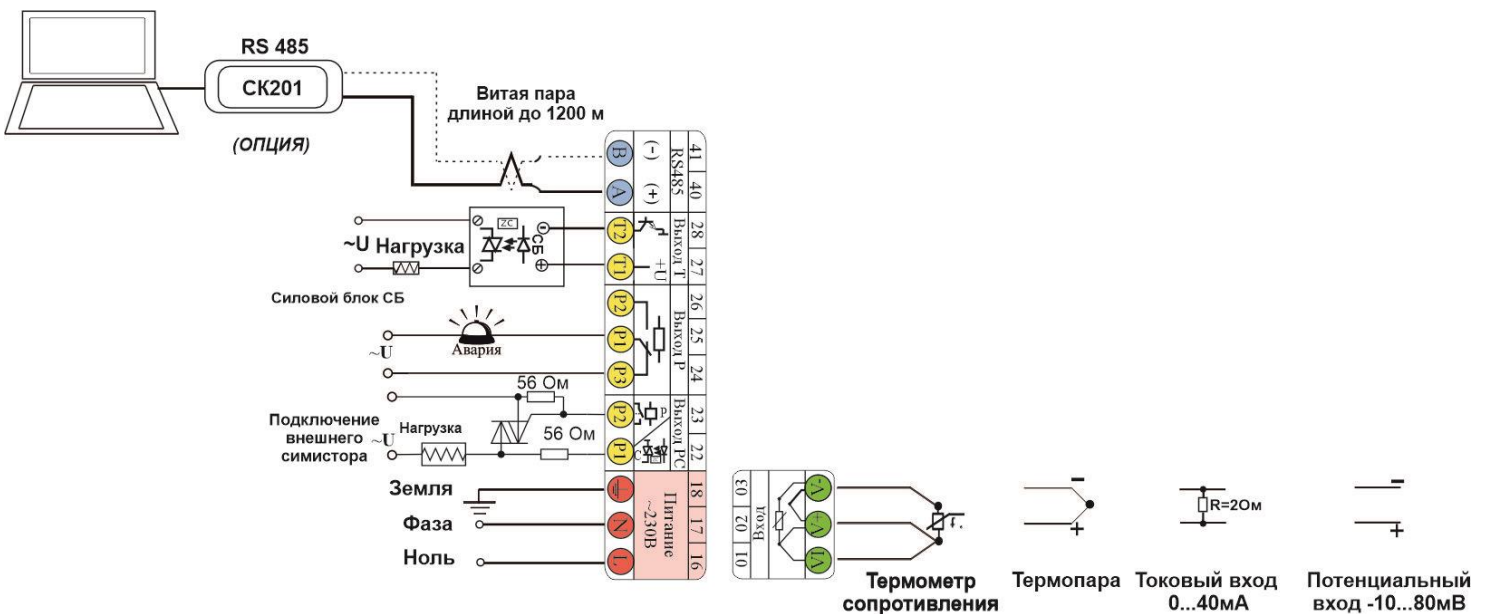 RS 485
СК201
(ОПЦИЯ)
Витая пара
длиной до 1200 м
B
(-)
41
RS485
A
(+)
40
~U Нагрузка
ZC
СБ
Силовой блок СБ
T2
28
Выход Т
T1
+U
27
~U
Авария
P2
26
P1
25
Выход Р
P3
24
56 Ом
Подключение
внешнего
симистора
~U
Нагрузка
56 Ом
P2
P
23
Выход РС
P1
C
22
Земля
18
Фаза
N
17
Питание
~230В
Ноль
L
16
03
02
01
Вход
V-
V+
VI
t°
Термометр
сопротивления
-
+
Термопара
R=2Ом
Токовый вход
0...40мА
-
+
Потенциальный
вход -10...80мВ